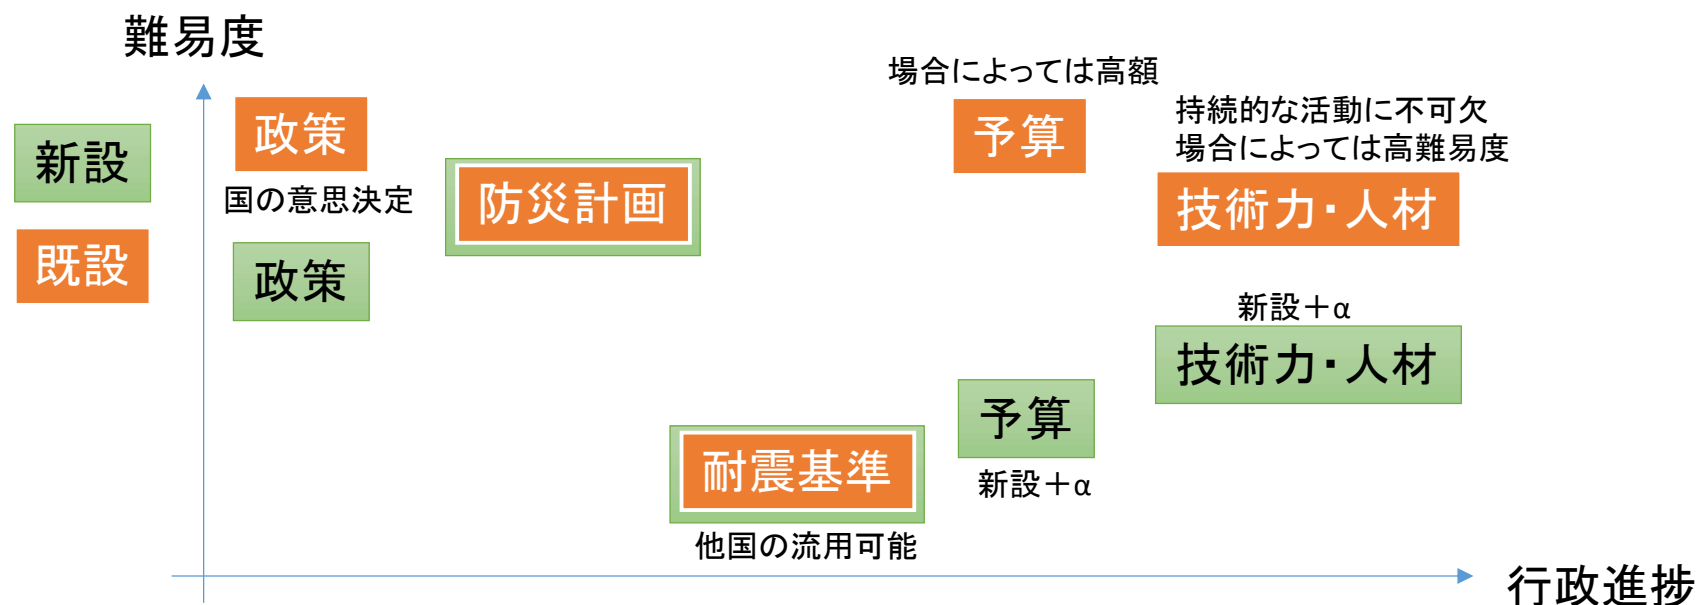 難易度
新設
既設
政策
国の意思決定
政策
防災計画
耐震基準
他国の流用可能
場合によっては高額
予算
予算
新設＋α
持続的な活動に不可欠
場合によっては高難易度
技術力・人材
新設＋α
技術力・人材
行政進捗